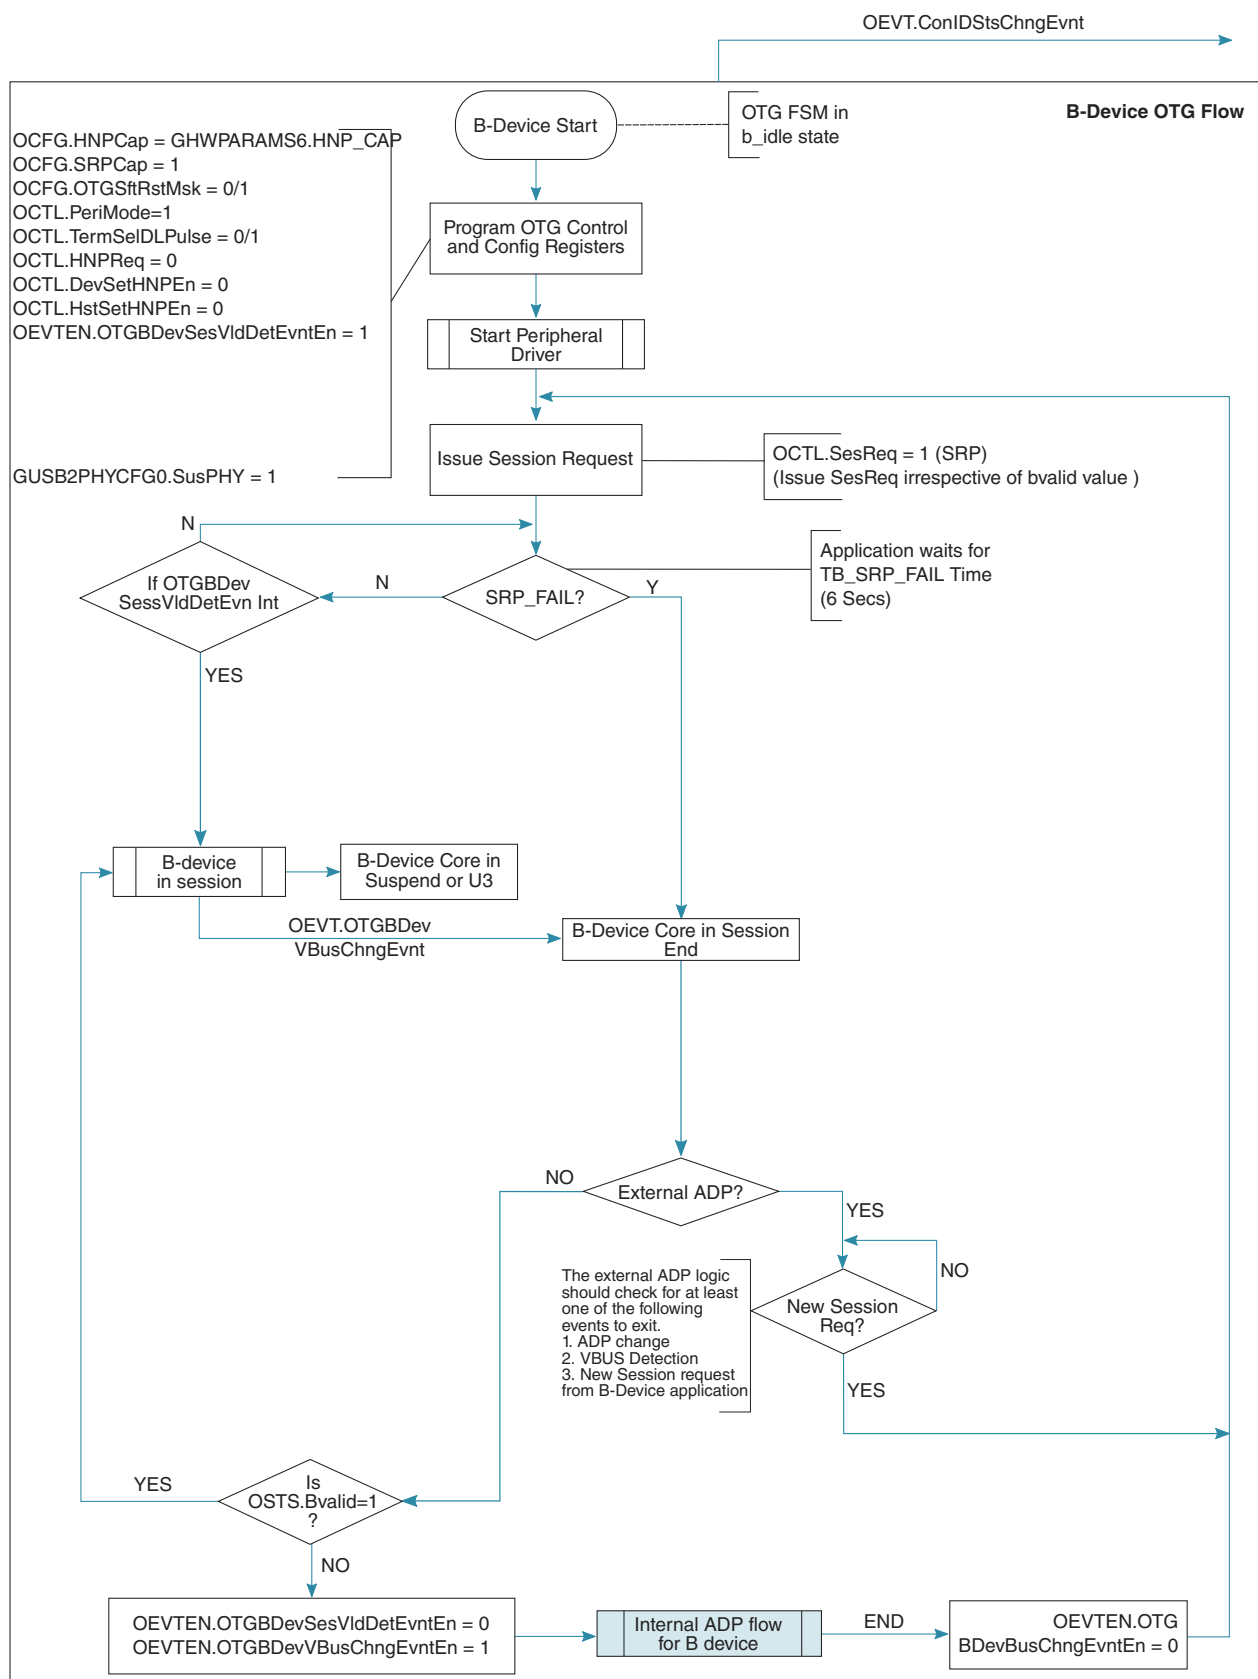 OEVT.ConIDStsChngEvnt
B-Device OTG Flow
B-Device Start
OTG FSM in
b_idle state
OCFG.HNPCap = GHWPARAMS6.HNP_CAP
OCFG.SRPCap = 1
OCFG.OTGSftRstMsk = 0/1
OCTL.PeriMode=1
OCTL.TermSelDLPulse = 0/1
OCTL.HNPReq = 0
OCTL.DevSetHNPEn = 0
OCTL.HstSetHNPEn = 0
OEVTEN.OTGBDevSesVldDetEvntEn = 1
GUSB2PHYCFG0.SusPHY = 1
Program OTG Control
and Config Registers
Start Peripheral
Driver
Issue Session Request
OCTL.SesReq = 1 (SRP)
(Issue SesReq irrespective of bvalid value )
N
If OTGBDev
SessVldDetEvn Int
N
SRP_FAIL?
Y
Application waits for
TB_SRP_FAIL Time
(6 Secs)
YES
B-device
in session
B-Device Core in
Suspend or U3
OEVT.OTGBDev
VBusChngEvnt
B-Device Core in Session
End
NO
External ADP?
YES
NO
The external ADP logic
should check for at least
one of the following
events to exit.
1. ADP change
2. VBUS Detection
3. New Session request
from B-Device application
New Session
Req?
YES
YES
Is
OSTS.Bvalid=1
?
NO
OEVTEN.OTGBDevSesVldDetEvntEn = 0
OEVTEN.OTGBDevVBusChngEvntEn = 1
Internal ADP flow
for B device
END
OEVTEN.OTG
BDevBusChngEvntEn = 0